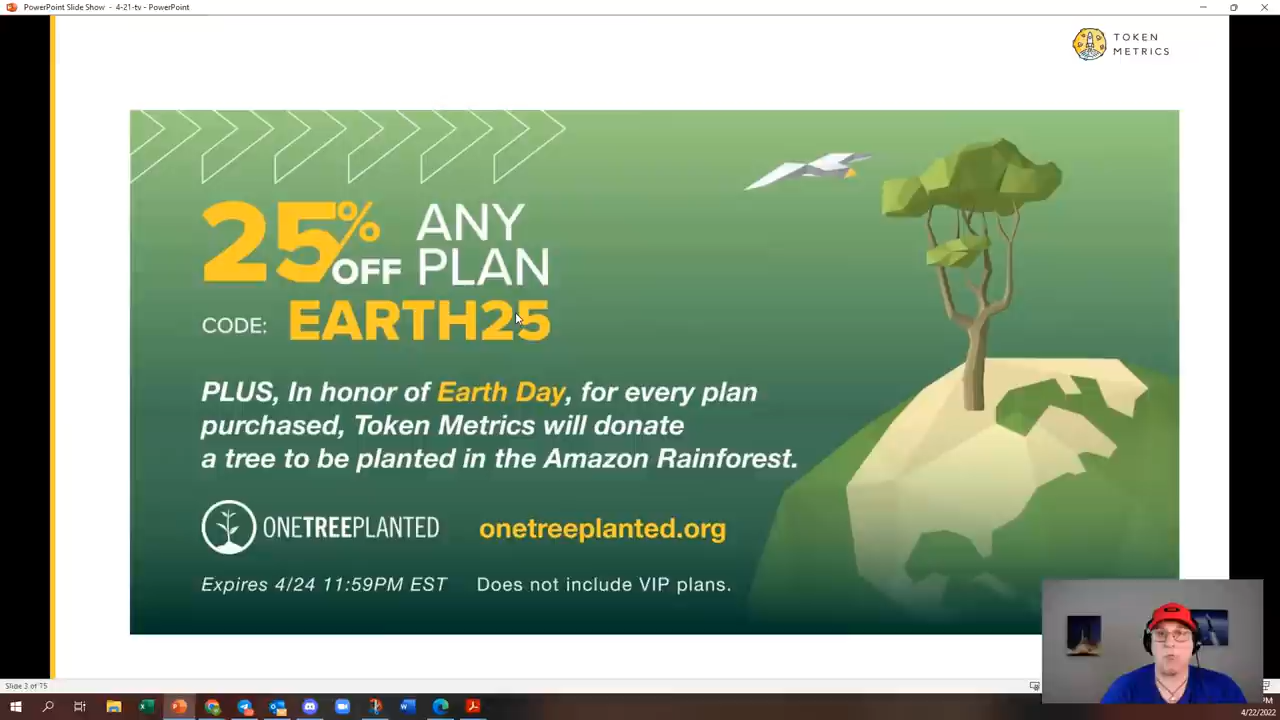 PowerPoint Slide Show - 4-21-tv - PowerPoint
TOKEN
METRICS
25% OFF ANY PLAN
CODE: EARTH25
PLUS, In honor of Earth Day, for every plan
purchased, Token Metrics will donate
a tree to be planted in the Amazon Rainforest.
ONETREEPLANTED onetreeplanted.org
Expires 4/24 11:59PM EST Does not include VIP plans.
Slide 3 of 75
PM
4/22/2022